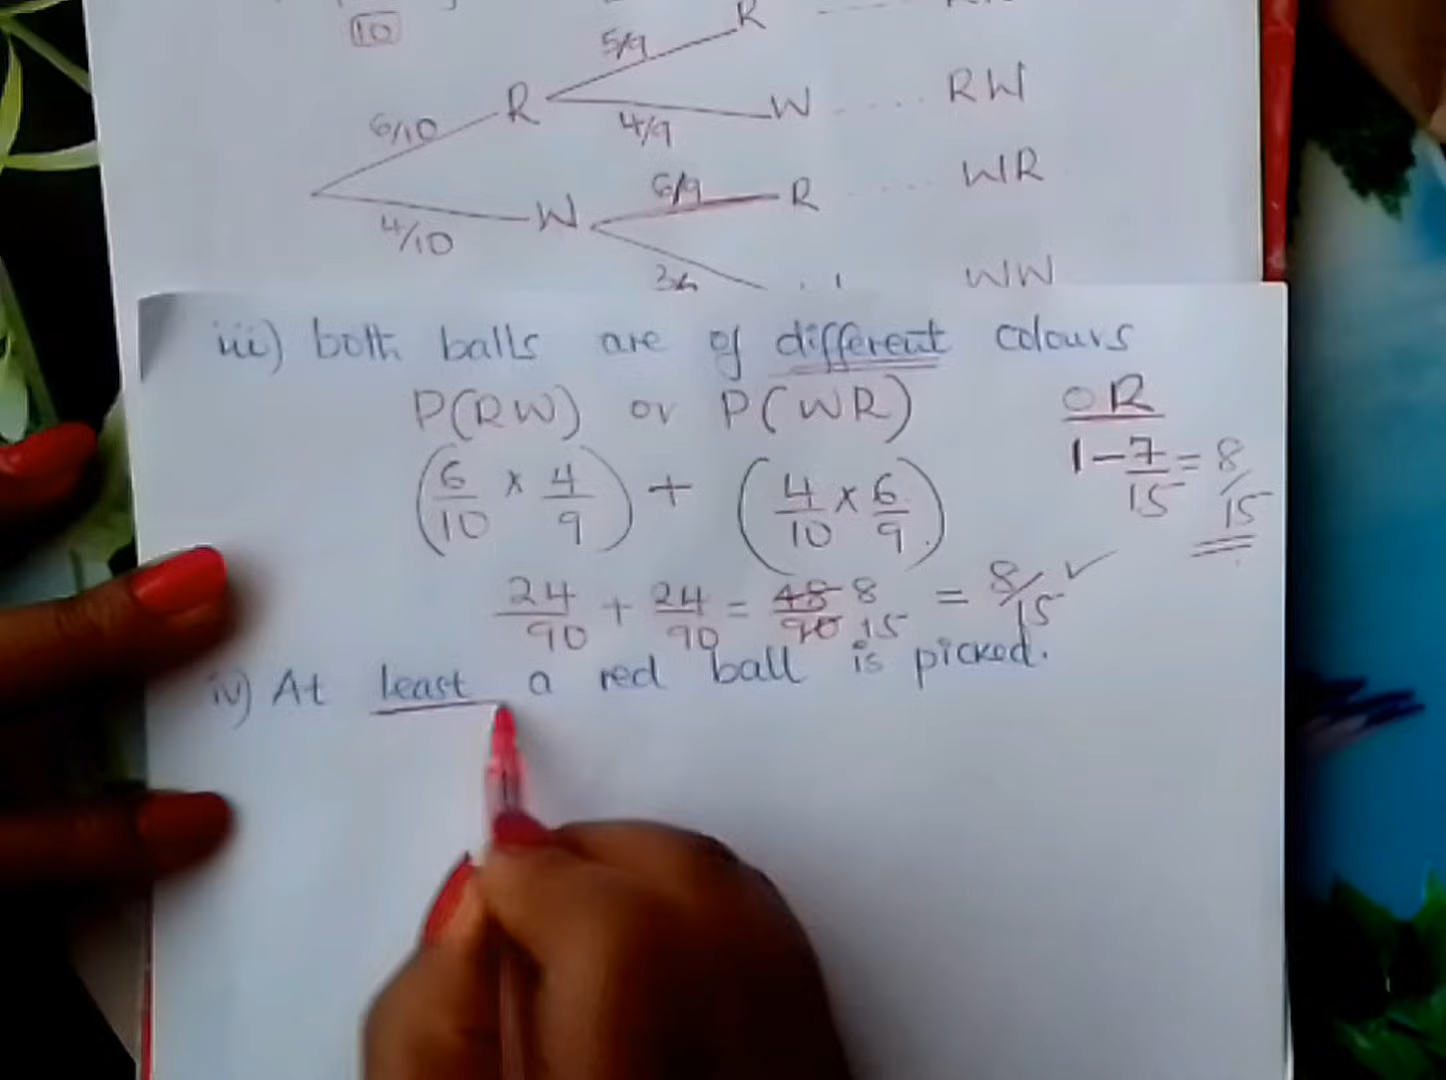 10
5/9 R
6/10 R 4/9 W RW
6/9 R WR
4/10 W
WW
iii) both balls are of different colours
P(RW) or P(WR) OR
(6/10 × 4/9) + (4/10 × 6/9) 1 - 7/15 = 8/15
24/90 + 24/90 = 48/90 8/15 = 8/15 ✓
iv) At least a red ball is picked.